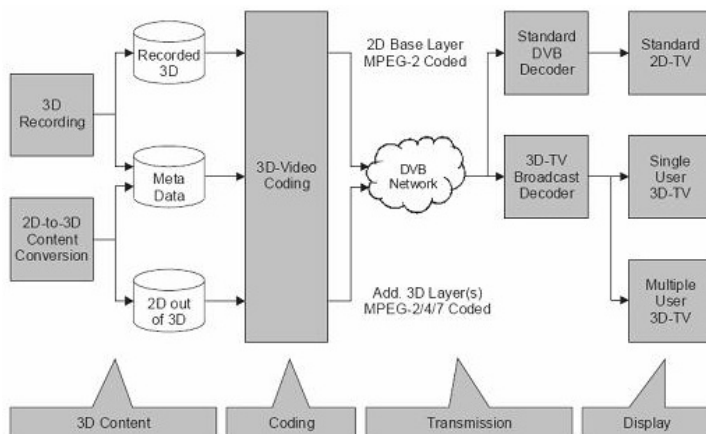 3D
Recording
2D-to-3D
Content
Conversion
Recorded
3D
Meta
Data
2D out
of 3D
3D-Video
Coding
2D Base Layer
MPEG-2 Coded
DVB
Network
Add. 3D Layer(s)
MPEG-2/4/7 Coded
Standard
DVB
Decoder
3D-TV
Broadcast
Decoder
Standard
2D-TV
Single
User
3D-TV
Multiple
User
3D-TV
3D Content
Coding
Transmission
Display